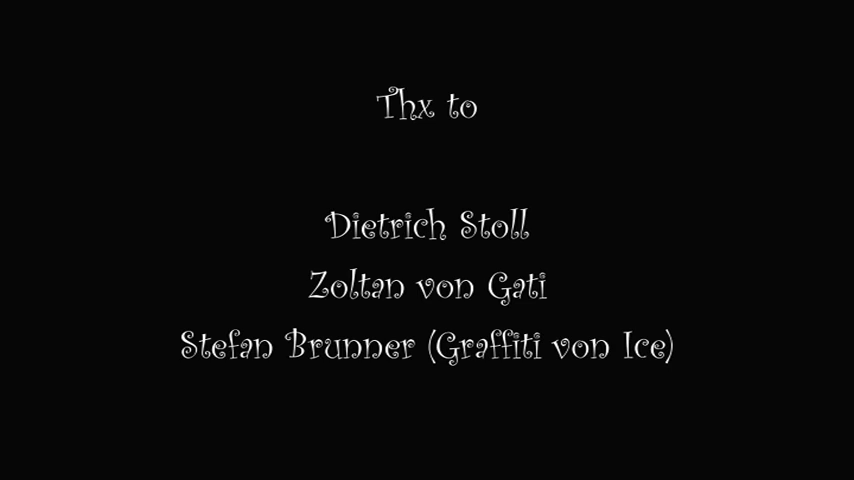 Thx to
Dietrich Stoll
Zoltan von Gati
Stefan Brunner (Graffiti von Ice)